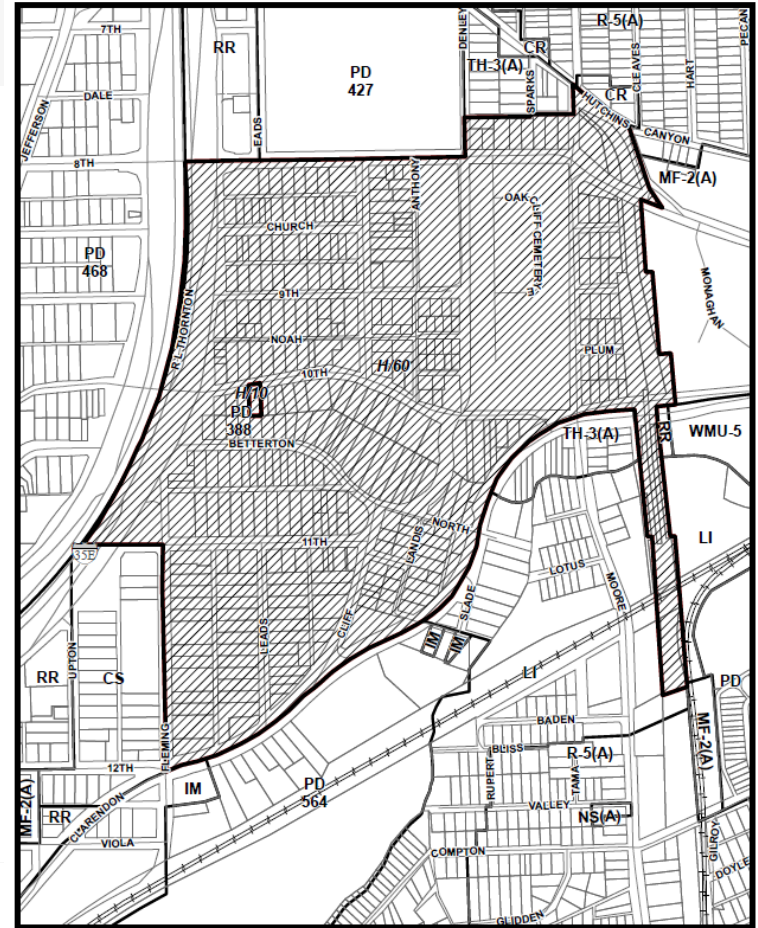 7TH
RR
PD
427
DENLEY
R-5(A)
PECAN
CR
TH-3(A)
SPARKS
CLEAVES
HART
JEFFERSON
DALE
EADS
CR
HUTCHINS
CANYON
8TH
MF-2(A)
ANTHONY
OAK CLIFF CEMETERY
E
CHURCH
PD
468
9TH
MONAGHAN
R L THORNTON
NOAH
PLUM
H/60
10TH
H/10
PD
388
BETTERTON
TH-3(A)
RR
WMU-5
NORTH
11TH
35E
LANDIS
LI
LOTUS
MOORE
SLADE
CLIFF
LEADS
IM
IM
UPTON
RR
CS
LI
PD
BADEN
MF-2(A)
FLEMING
BLISS
R-5(A)
12TH
IM
PD
564
RUPERT
TAMA
MF-2(A)
RR
CLARENDON
VALLEY
NS(A)
VIOLA
COMPTON
GILROY
DOYLE
GLIDDEN